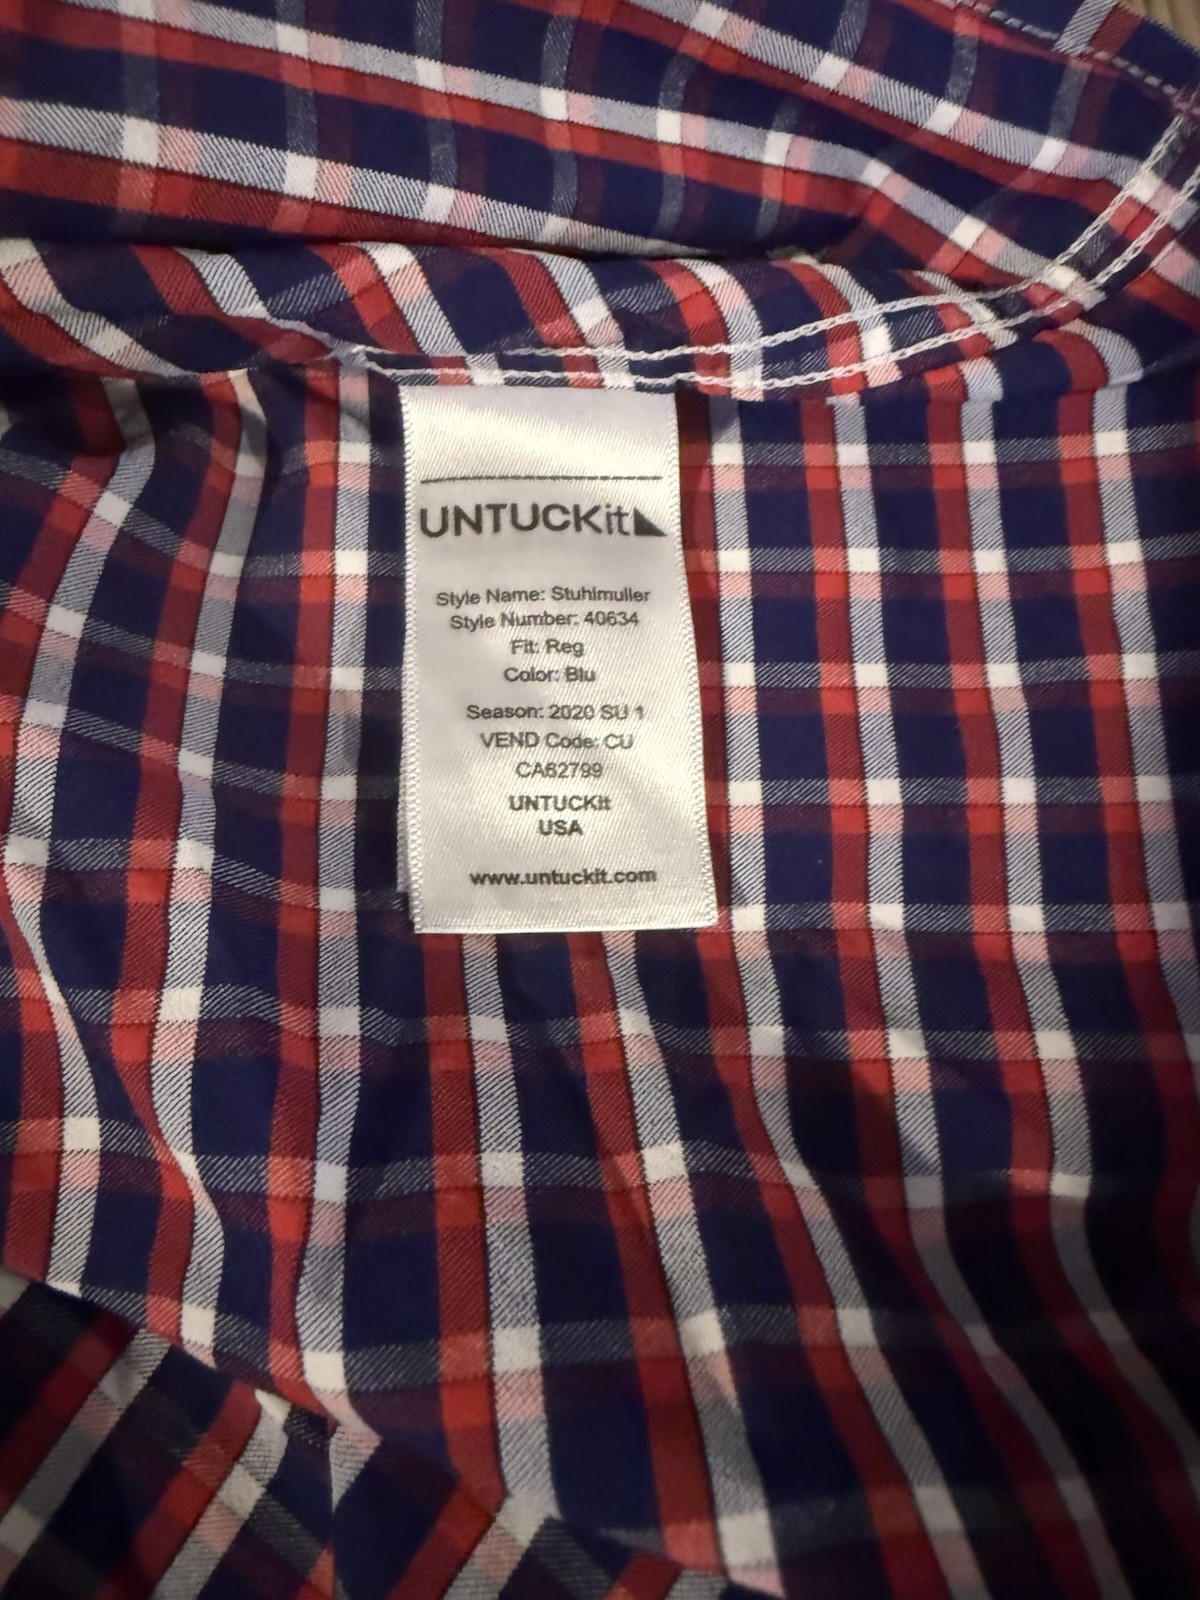 UNTUCKit
Style Name: Stuhlmuller
Style Number: 40634
Fit: Reg
Color: Blu
Season: 2020 SU 1
VEND Code: CU
CA62799
UNTUCKit
USA
www.untuckit.com